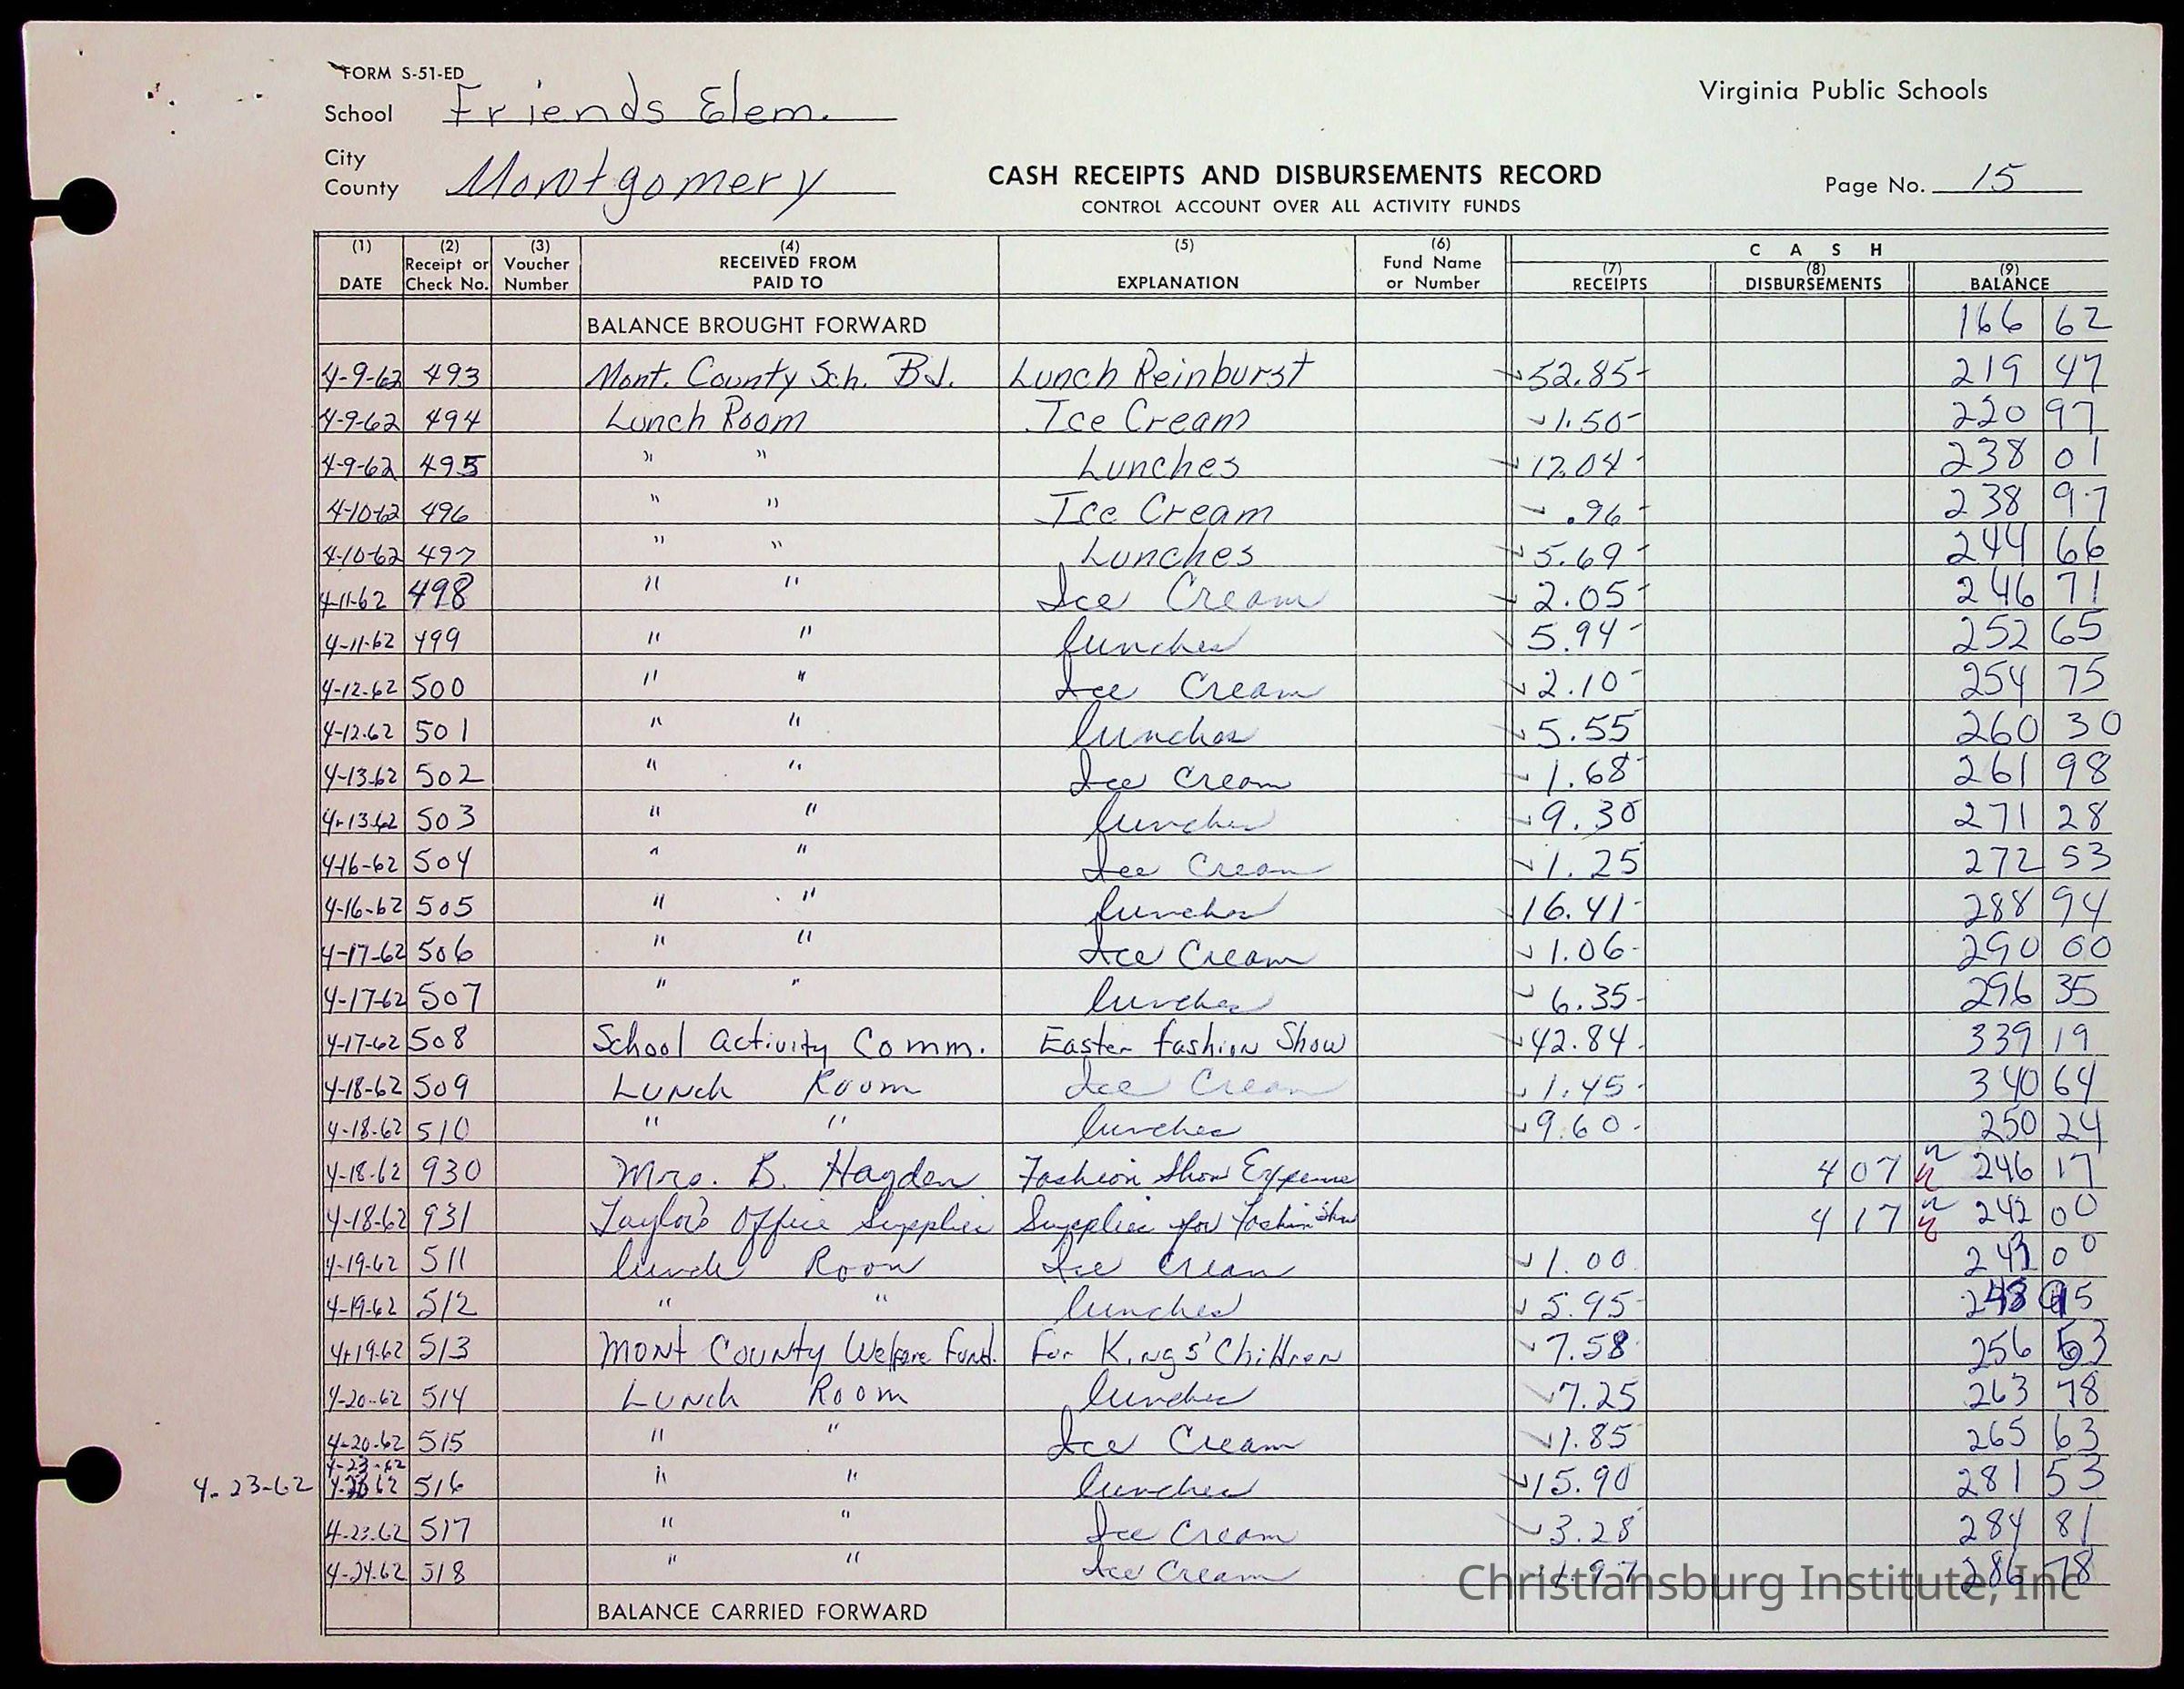 FORM S-51-ED
School Friends Elem.
Virginia Public Schools
City
County Montgomery
CASH RECEIPTS AND DISBURSEMENTS RECORD
CONTROL ACCOUNT OVER ALL ACTIVITY FUNDS
Page No. 15
(1) DATE (2) Receipt or Check No. (3) Voucher Number (4) RECEIVED FROM PAID TO (5) EXPLANATION (6) Fund Name or Number CASH (7) RECEIPTS (8) DISBURSEMENTS (9) BALANCE
BALANCE BROUGHT FORWARD 166 62
4-9-62 493 Mont. County Sch. Bd. Lunch Reinburst 52.85 219 47
4-9-62 494 Lunch Room Ice Cream 1.50 220 97
4-9-62 495 " " Lunches 17.04 238 01
4-10-62 496 " " Ice Cream .96 238 97
4-10-62 497 " " Lunches 5.69 244 66
4-11-62 498 " " Ice Cream 2.05 246 71
4-11-62 499 " " lunches 5.94 252 65
4-12-62 500 " " Ice Cream 2.10 254 75
4-12-62 501 " " lunches 5.55 260 30
4-13-62 502 " " Ice Cream 1.68 261 98
4-13-62 503 " " lunches 9.30 271 28
4-16-62 504 " " Ice Cream 1.25 272 53
4-16-62 505 " " lunches 16.41 288 94
4-17-62 506 " " Ice Cream 1.06 290 00
4-17-62 507 " " lunches 6.35 296 35
4-17-62 508 School Activity Comm. Easter fashion Show 42.84 339 19
4-18-62 509 Lunch Room Ice Cream 1.45 340 64
4-18-62 510 " " lunches 9.60 250 24
4-18-62 930 Mrs. B. Hayden Fashion Show Expense 4 07 246 17
4-18-62 931 Taylor's Office Supplies Supplies for Fashion Show 4 17 242 00
4-19-62 511 lunch Room Ice Cream 1.00 243 00
4-19-62 512 " " lunches 5.95 248 95
4-19-62 513 Mont County Welfare Fund. For Kings' Children 7.58 256 53
4-20-62 514 Lunch Room lunches 7.25 263 78
4-20-62 515 " " Ice Cream 1.85 265 63
4-23-62 4-23-62 516 " " lunches 15.90 281 53
4-23-62 517 " " Ice Cream 3.28 284 81
4-24-62 518 " " Ice Cream 1.97 286 78
BALANCE CARRIED FORWARD
Christiansburg Institute, Inc